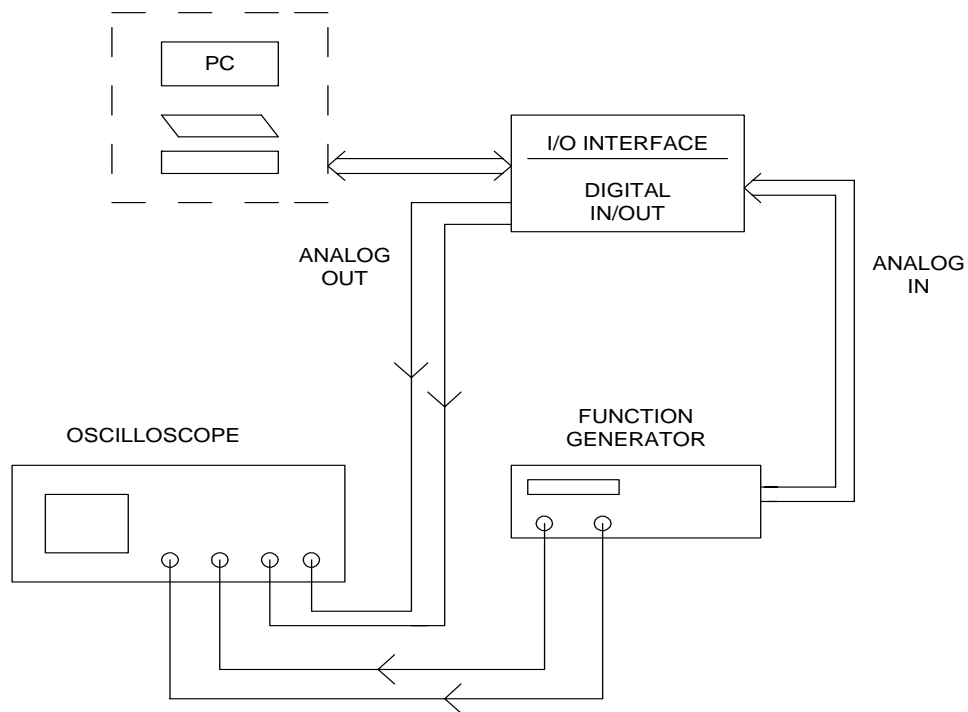 PC
I/O INTERFACE
DIGITAL
IN/OUT
ANALOG
OUT
ANALOG
IN
FUNCTION
GENERATOR
OSCILLOSCOPE